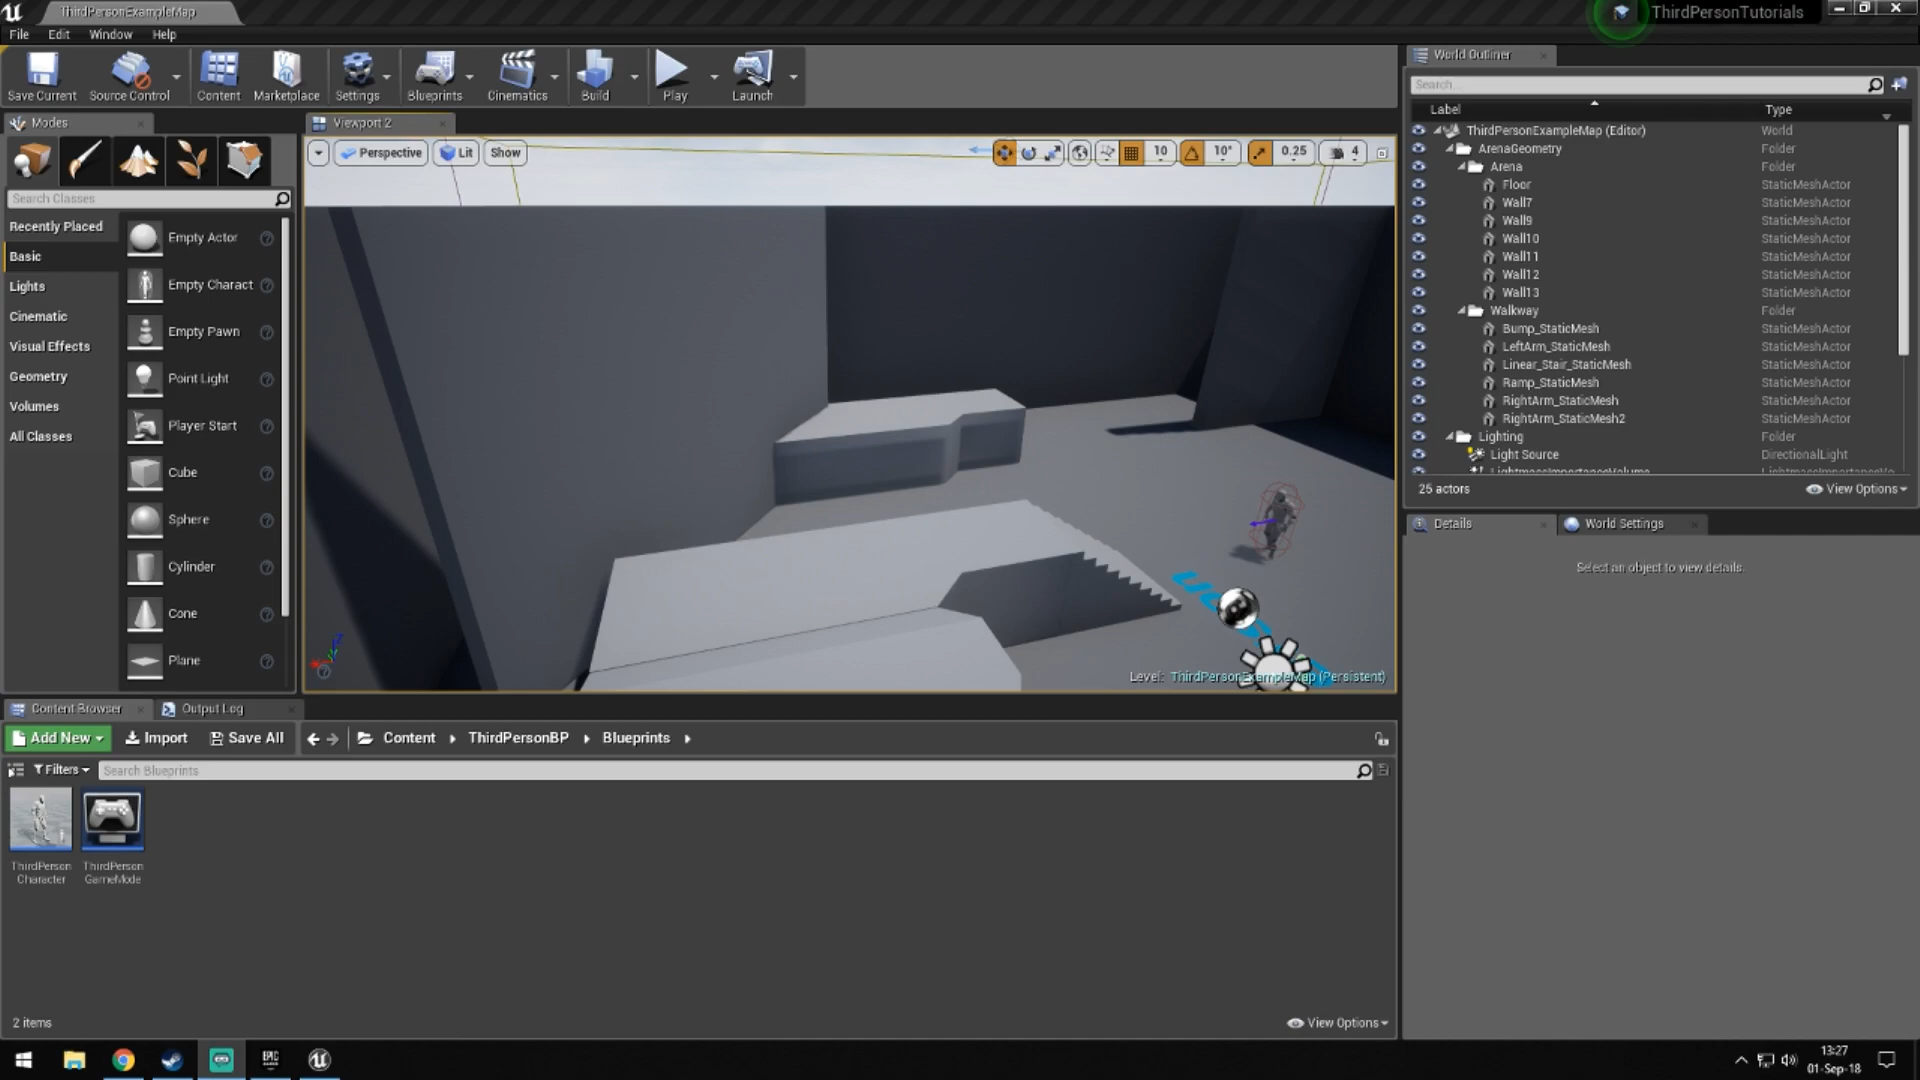 ThirdPersonExampleMap
ThirdPersonTutorials
File Edit Window Help
Save Current Source Control Content Marketplace Settings Blueprints Cinematics Build Play Launch
Modes
Search Classes
Recently Placed
Basic
Lights
Cinematic
Visual Effects
Geometry
Volumes
All Classes
Empty Actor
Empty Charact
Empty Pawn
Point Light
Player Start
Cube
Sphere
Cylinder
Cone
Plane
Viewport 2
Perspective Lit Show 10 10° 0.25 4
Level: ThirdPersonExampleMap (Persistent)
World Outliner
Search...
Label Type
ThirdPersonExampleMap (Editor) World
ArenaGeometry Folder
Arena Folder
Floor StaticMeshActor
Wall7 StaticMeshActor
Wall9 StaticMeshActor
Wall10 StaticMeshActor
Wall11 StaticMeshActor
Wall12 StaticMeshActor
Wall13 StaticMeshActor
Walkway Folder
Bump_StaticMesh StaticMeshActor
LeftArm_StaticMesh StaticMeshActor
Linear_Stair_StaticMesh StaticMeshActor
Ramp_StaticMesh StaticMeshActor
RightArm_StaticMesh StaticMeshActor
RightArm_StaticMesh2 StaticMeshActor
Lighting Folder
Light Source DirectionalLight
LightmassImportanceVolume LightmassImportanceVo
25 actors View Options
Details World Settings
Select an object to view details.
Content Browser Output Log
Add New Import Save All Content ThirdPersonBP Blueprints
Filters Search Blueprints
ThirdPerson Character
ThirdPerson GameMode
2 items View Options
EPIC GAMES
13:27
01-Sep-18